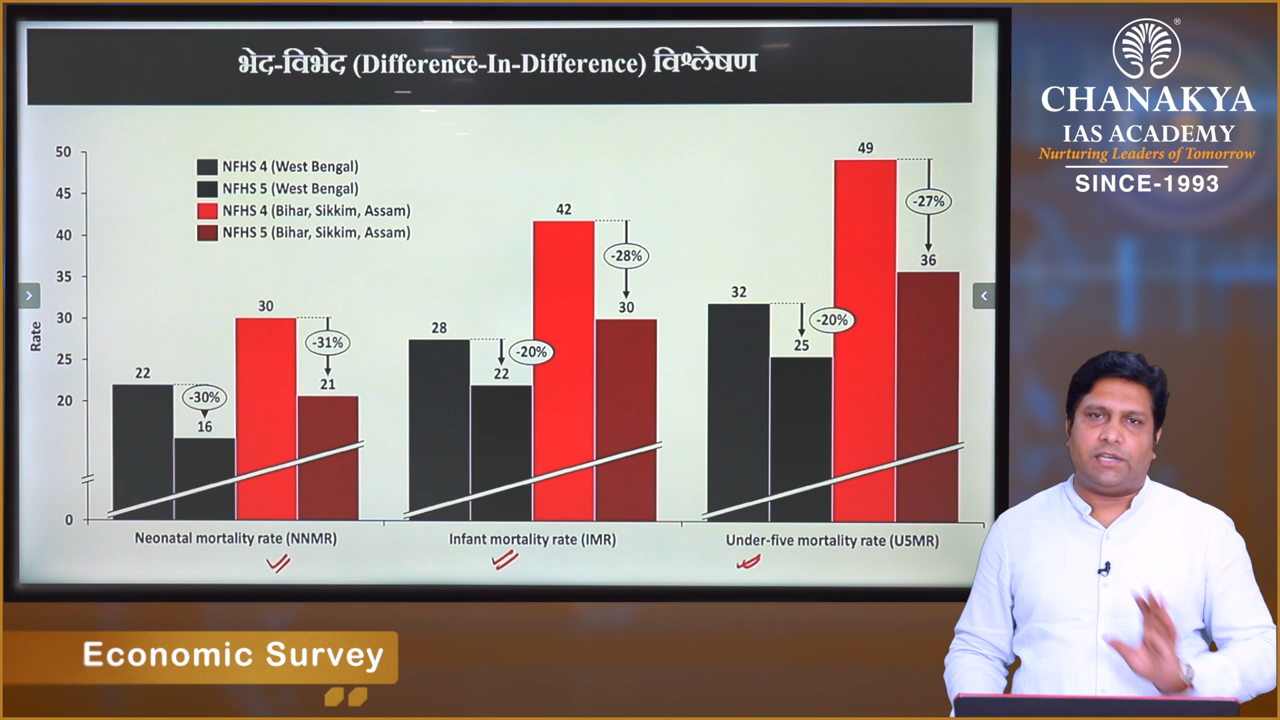 भेद-विभेद (Difference-In-Difference) विश्लेषण
CHANAKYA
IAS ACADEMY
Nurturing Leaders of Tomorrow
SINCE-1993
NFHS 4 (West Bengal)
NFHS 5 (West Bengal)
NFHS 4 (Bihar, Sikkim, Assam)
NFHS 5 (Bihar, Sikkim, Assam)
Rate
50
45
40
35
30
25
20
0
22
-30%
16
30
-31%
21
28
-20%
22
42
-28%
30
32
-20%
25
49
-27%
36
Neonatal mortality rate (NNMR)
Infant mortality rate (IMR)
Under-five mortality rate (U5MR)
Economic Survey